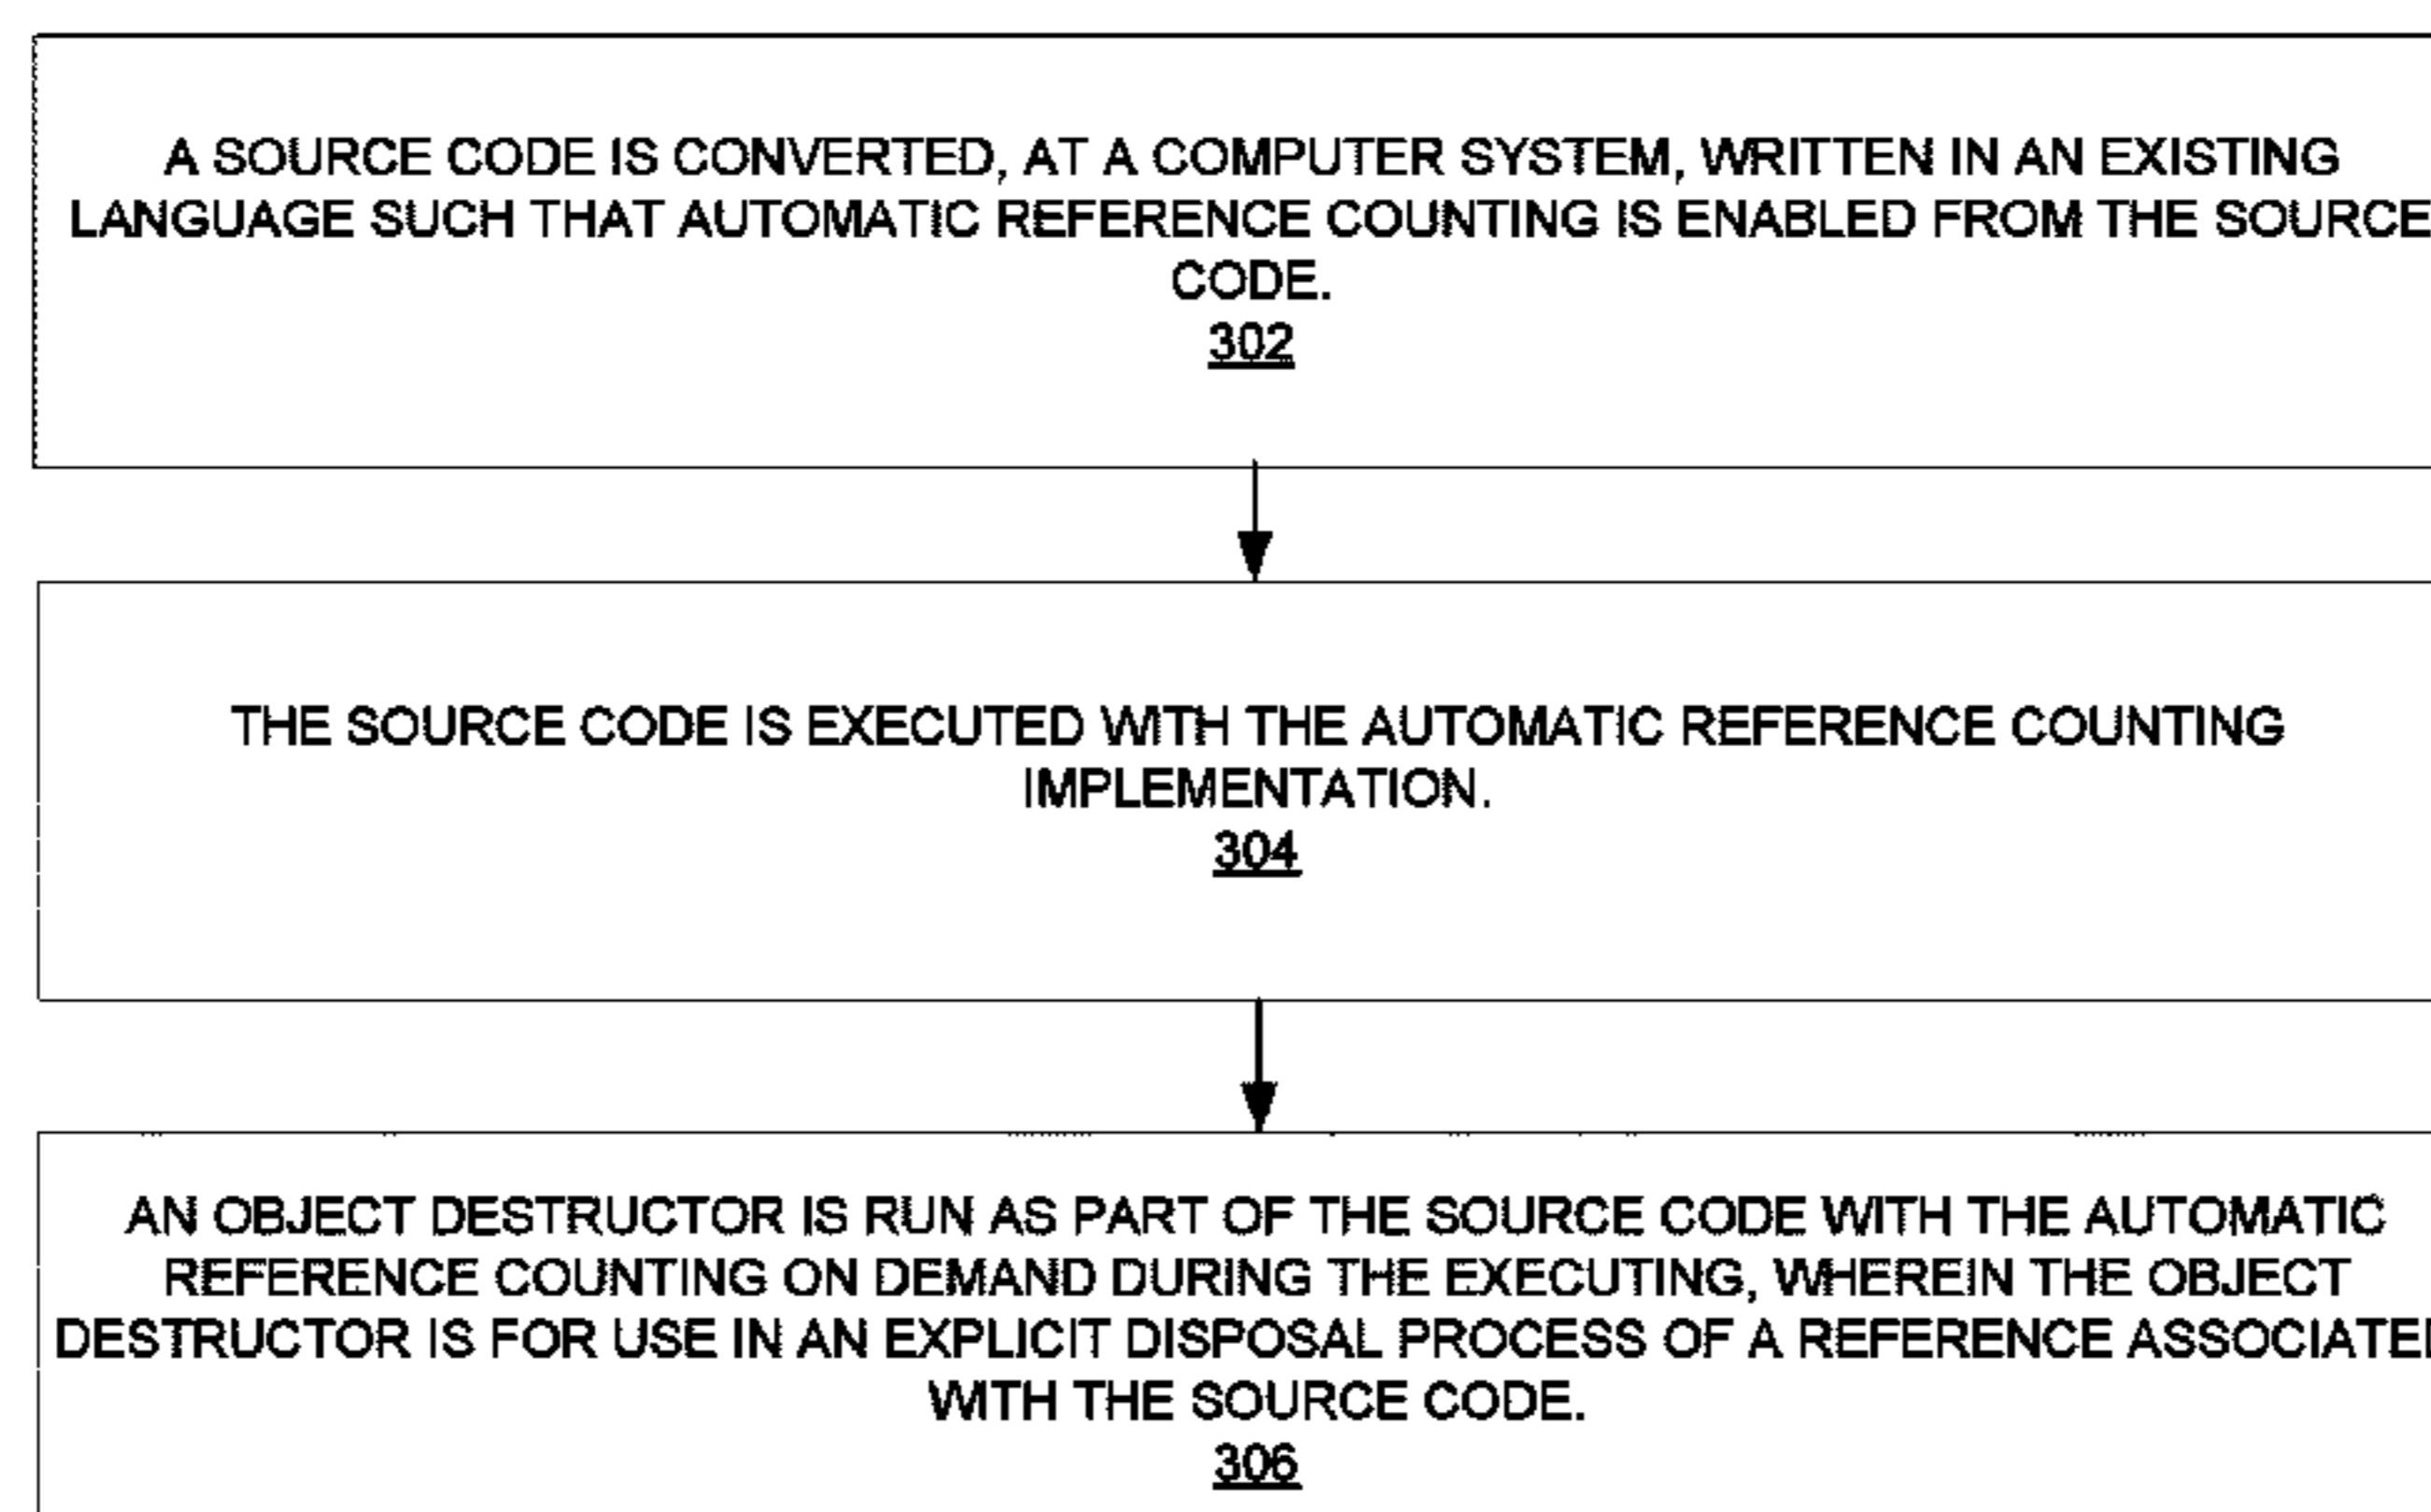 A SOURCE CODE IS CONVERTED, AT A COMPUTER SYSTEM, WRITTEN IN AN EXISTING
LANGUAGE SUCH THAT AUTOMATIC REFERENCE COUNTING IS ENABLED FROM THE SOURCE
CODE.
302
THE SOURCE CODE IS EXECUTED WITH THE AUTOMATIC REFERENCE COUNTING
IMPLEMENTATION.
304
AN OBJECT DESTRUCTOR IS RUN AS PART OF THE SOURCE CODE WITH THE AUTOMATIC
REFERENCE COUNTING ON DEMAND DURING THE EXECUTING, WHEREIN THE OBJECT
DESTRUCTOR IS FOR USE IN AN EXPLICIT DISPOSAL PROCESS OF A REFERENCE ASSOCIATED
WITH THE SOURCE CODE.
306